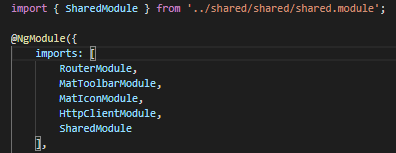 import { SharedModule } from '../shared/shared/shared.module';
@NgModule({
imports: [
RouterModule,
MatToolbarModule,
MatIconModule,
HttpClientModule,
SharedModule
],